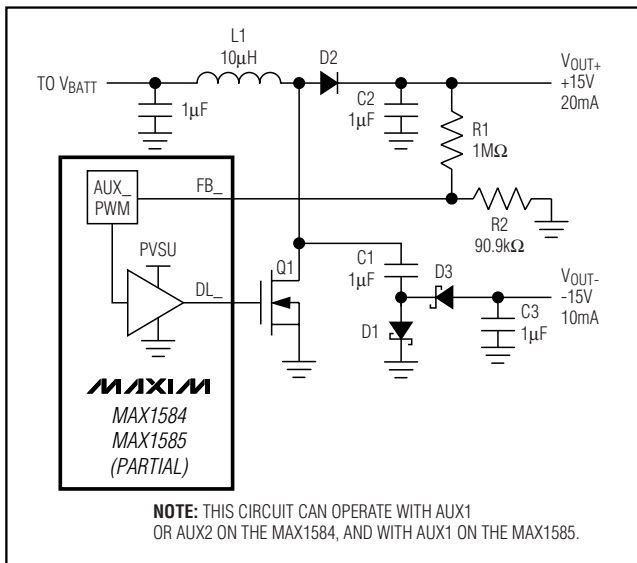 L1
10µH
D2
TO VBATT
VOUT+
+15V
20mA
1µF
C2
1µF
R1
1MΩ
AUX_
PWM
FB_
R2
90.9kΩ
PVSU
Q1
C1
1µF
D3
VOUT-
-15V
10mA
DL_
D1
C3
1µF
MAXIM
MAX1584
MAX1585
(PARTIAL)
NOTE: THIS CIRCUIT CAN OPERATE WITH AUX1
OR AUX2 ON THE MAX1584, AND WITH AUX1 ON THE MAX1585.